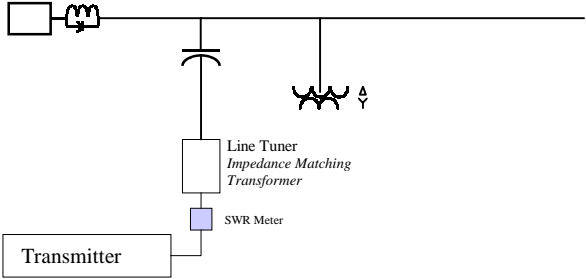 Δ
Y
Line Tuner
Impedance Matching
Transformer
SWR Meter
Transmitter